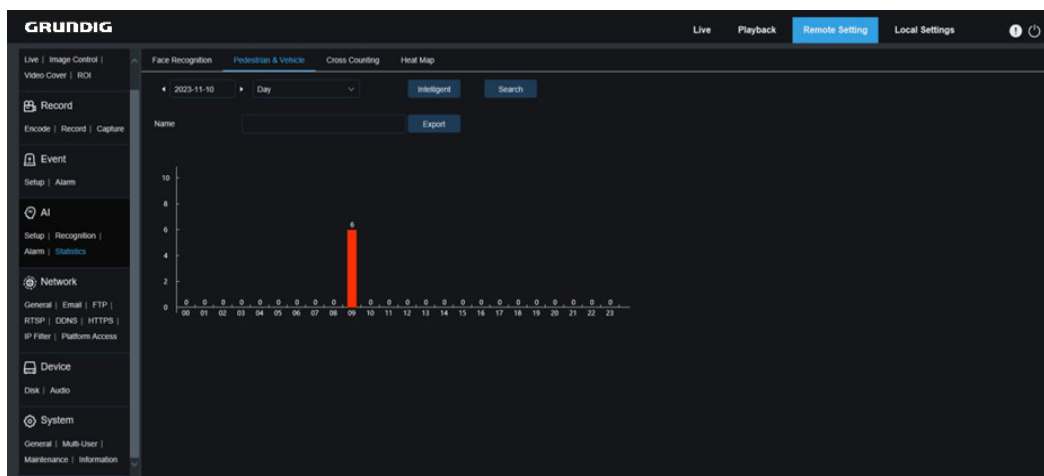 GRUNDIG
Live Playback Remote Setting Local Settings
Live | Image Control |
Video Cover | ROI
Record
Encode | Record | Capture
Event
Setup | Alarm
AI
Setup | Recognition |
Alarm | Statistics
Network
General | Email | FTP |
RTSP | DDNS | HTTPS |
IP Filter | Platform Access
Device
Disk | Audio
System
General | Multi-User |
Maintenance | Information
Face Recognition Pedestrian & Vehicle Cross Counting Heat Map
2023-11-10 Day Intelligent Search
Name Export
10
8
6 6
4
2
0 0 0 0 0 0 0 0 0 0 0 0 0 0 0 0 0 0 0 0 0 0 0 0
00 01 02 03 04 05 06 07 08 09 10 11 12 13 14 15 16 17 18 19 20 21 22 23